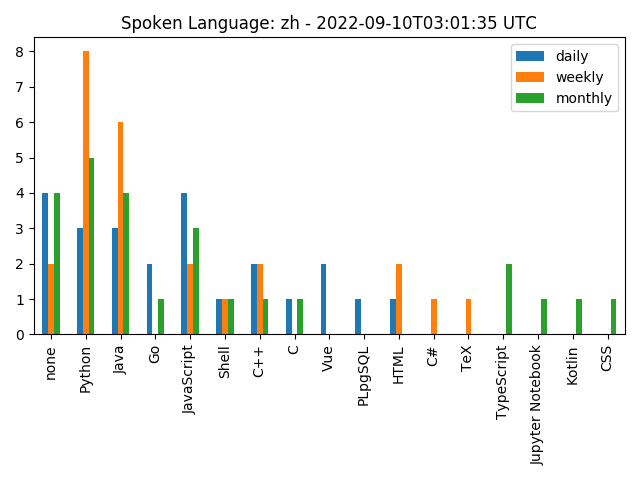 Spoken Language: zh - 2022-09-10T03:01:35 UTC
daily
weekly
monthly
8
7
6
5
4
3
2
1
0
none
Python
Java
Go
JavaScript
Shell
C++
C
Vue
PLpgSQL
HTML
C#
TeX
TypeScript
Jupyter Notebook
Kotlin
CSS